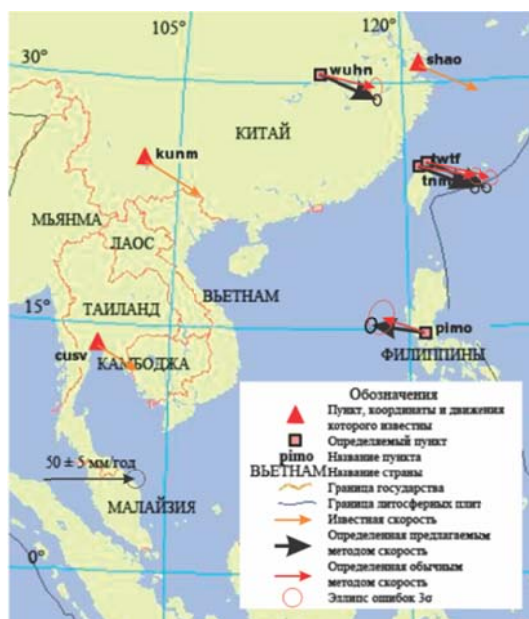 105°
120°
30°
shao
wuhn
КИТАЙ
kunm
twtf
МЬЯНМА
ЛАОС
ВЬЕТНАМ
ТАИЛАНД
15°
pimo
cusv
КАМБОДЖА
ФИЛИППИНЫ
50 ± 5 мм/год
МАЛАЙЗИЯ
0°
Обозначения
Пункт, координаты и движения
которого известны
Определяемый пункт
pimo Название пункта
ВЬЕТНАМ Название страны
Граница государства
Граница литосферных плит
Известная скорость
Определенная предлагаемым
методом скорость
Определенная обычным
методом скорость
Эллипс ошибок 3σ